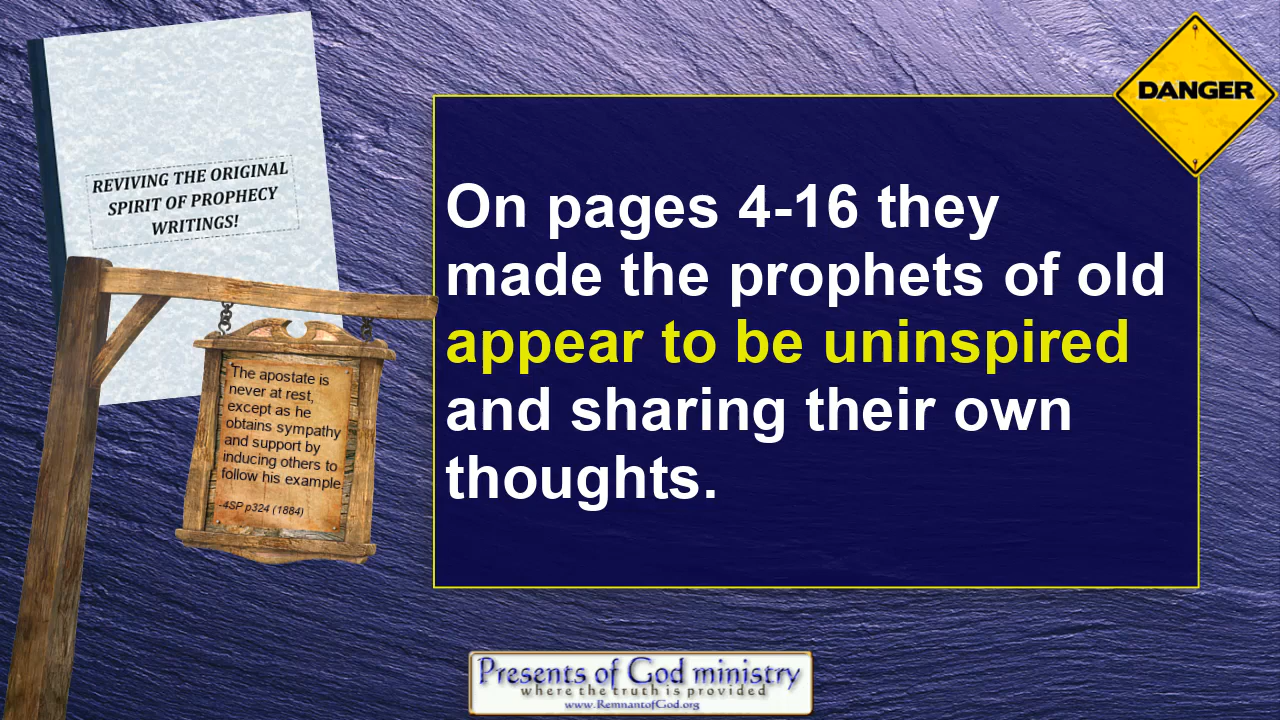 REVIVING THE ORIGINAL
SPIRIT OF PROPHECY
WRITINGS!
The apostate is
never at rest,
except as he
obtains sympathy
and support by
inducing others to
follow his example
-4SP p324 (1884)
DANGER
On pages 4-16 they
made the prophets of old
appear to be uninspired
and sharing their own
thoughts.
Presents of God ministry
where the truth is provided
www.RemnantofGod.org